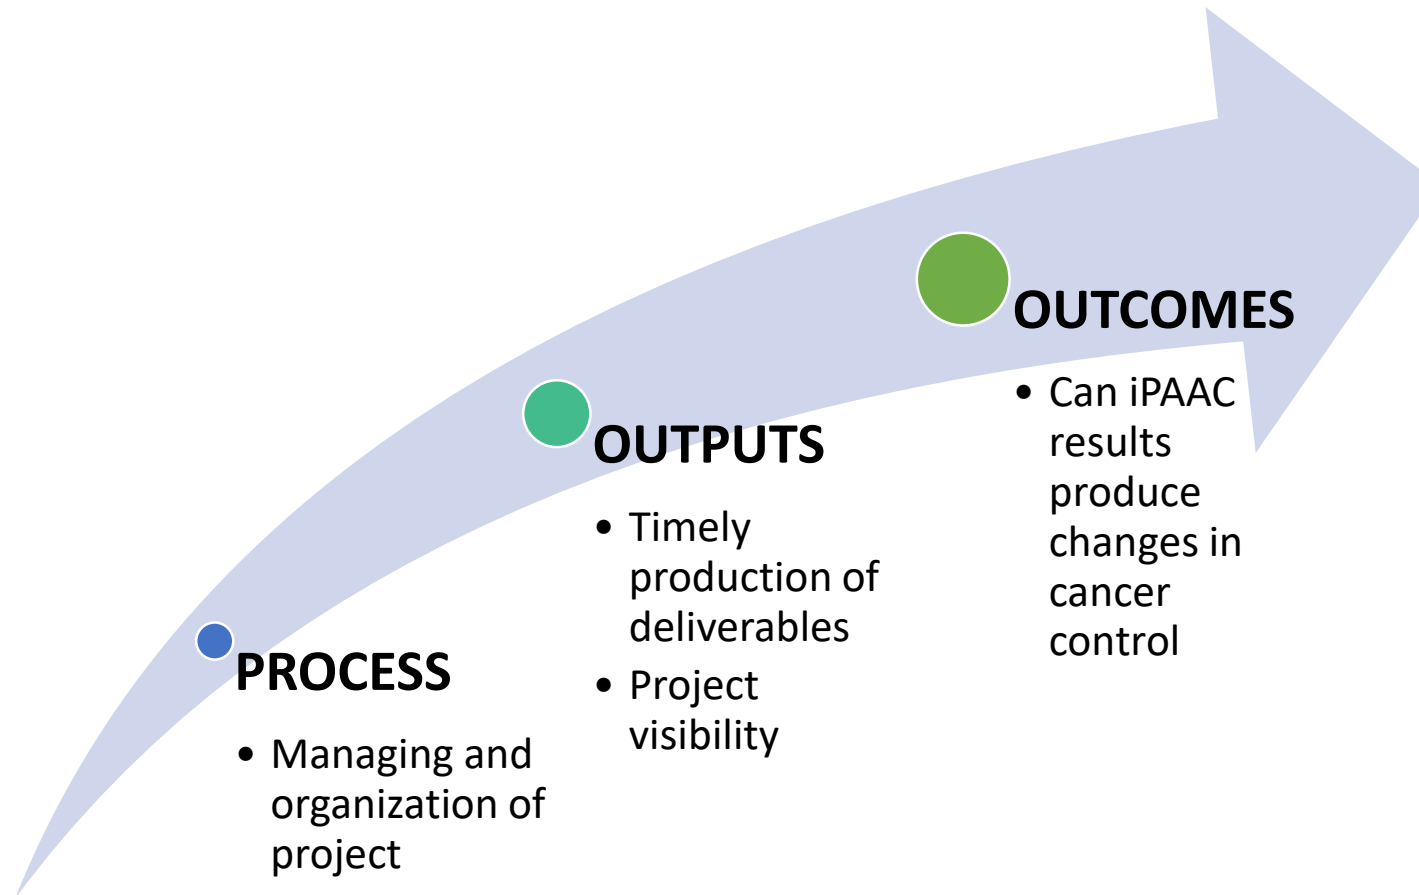 PROCESS
• Managing and
organization of
project
OUTPUTS
• Timely
production of
deliverables
• Project
visibility
OUTCOMES
• Can iPAAC
results
produce
changes in
cancer
control